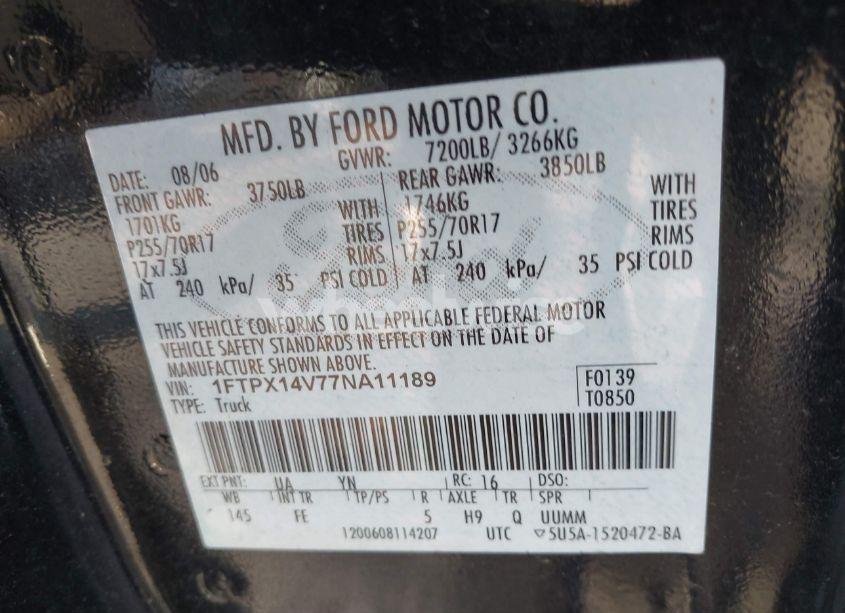 MFD. BY FORD MOTOR CO.
DATE: 08/06 GVWR: 7200LB/ 3266KG
FRONT GAWR: 3750LB REAR GAWR: 3850LB
1701KG WITH 1746KG WITH
P255/70R17 TIRES P255/70R17 TIRES
17x7.5J RIMS 17x7.5J RIMS
AT 240 kPa/ 35 PSI COLD AT 240 kPa/ 35 PSI COLD
THIS VEHICLE CONFORMS TO ALL APPLICABLE FEDERAL MOTOR
VEHICLE SAFETY STANDARDS IN EFFECT ON THE DATE OF
MANUFACTURE SHOWN ABOVE.
VIN: 1FTPX14V77NA11189 F0139
TYPE: Truck T0850
EXT PNT: UA YN RC: 16 DSO:
WB INT TR TP/PS R AXLE TR SPR
145 FE 5 H9 Q UUMM
1200608114207 UTC ▽5U5A-1520472-BA